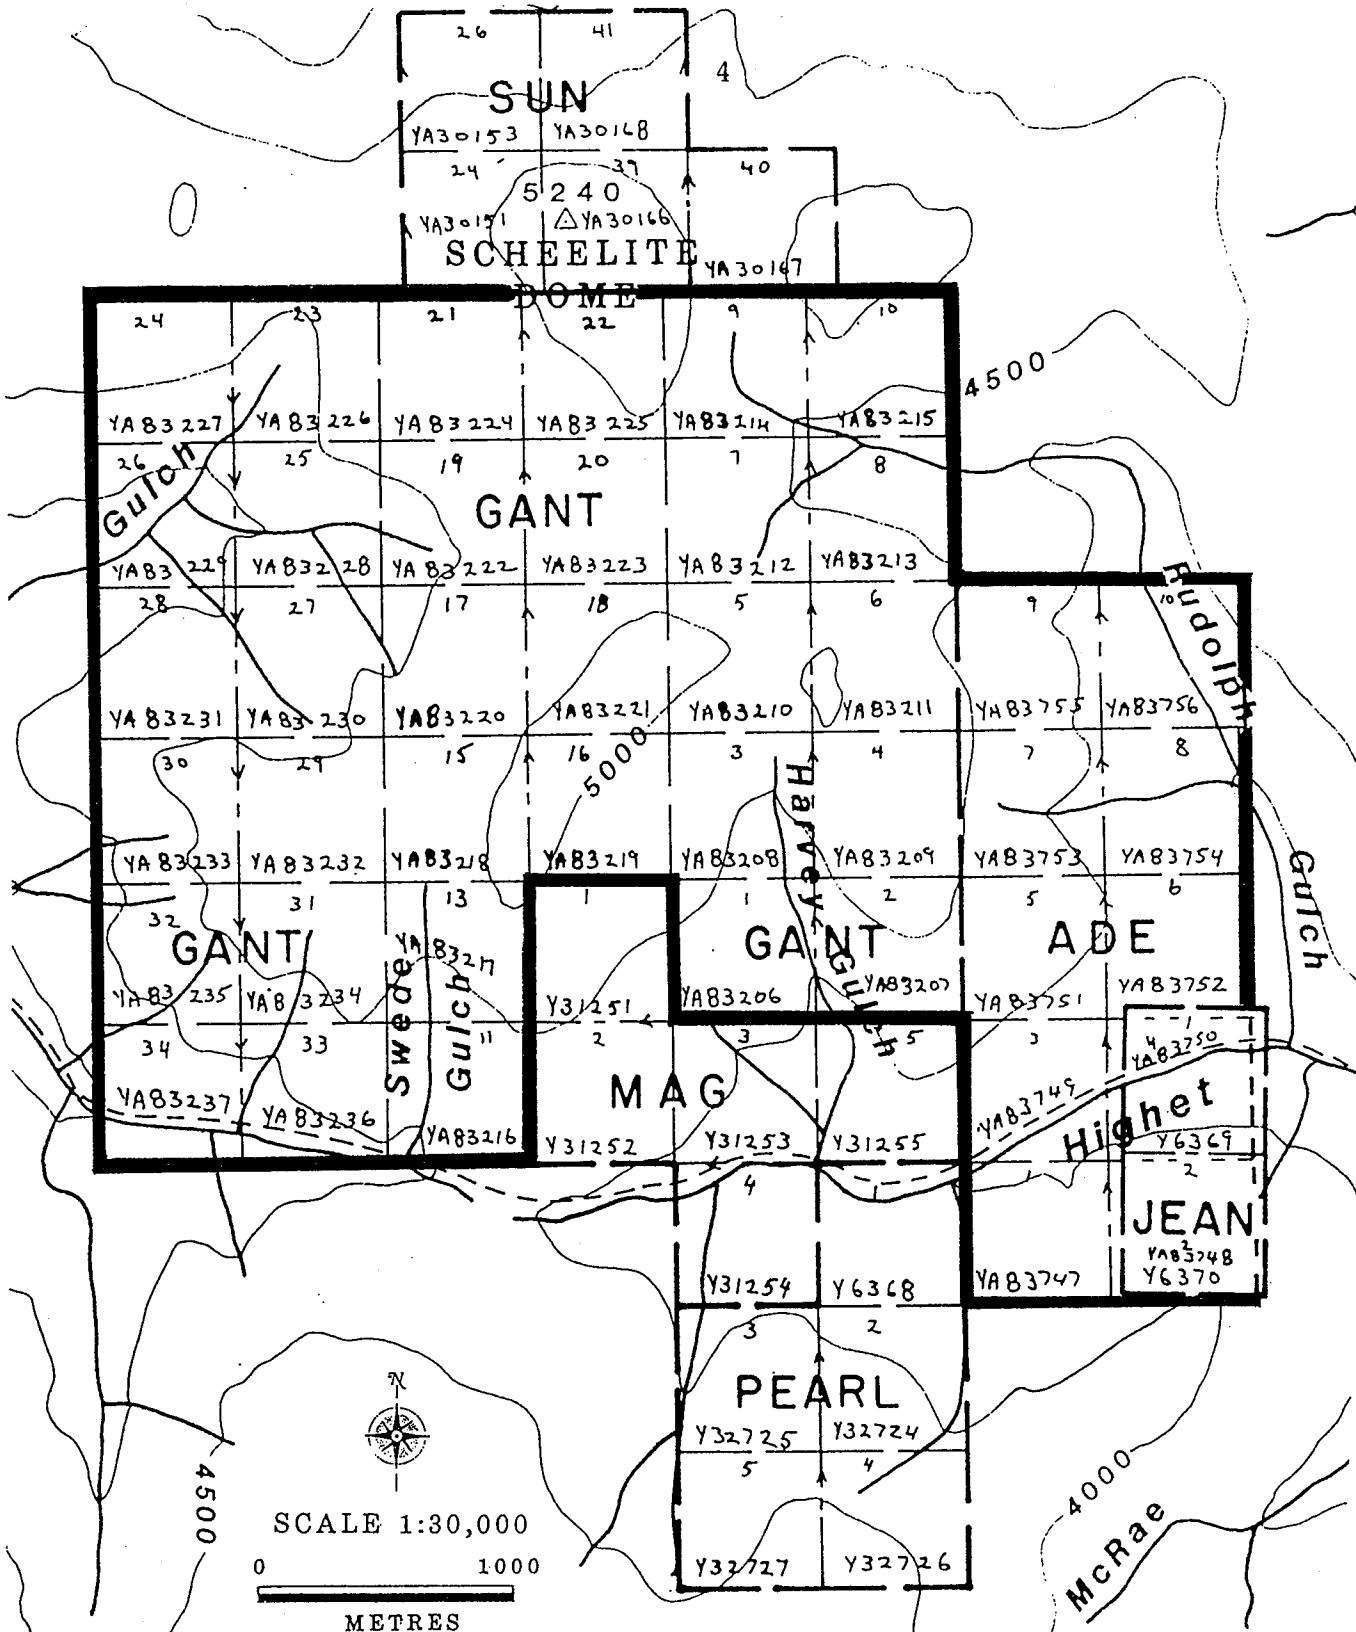 26 41
4
SUN
YA30153 YA30168
24 39 40
5240
YA30151 YA30166
SCHEELITE
DOME
YA30167
24 23 21 22 9 10
4500
YA83227 YA83226 YA83224 YA83225 YA83214 YA83215
26 25 19 20 7 8
Gulch
GANT
YA83229 YA83228 YA83222 YA83223 YA83212 YA83213
28 27 17 18 5 6 9 10
Rudolph
YA83231 YA83230 YA83220 YA83221 YA83210 YA83211 YA83755 YA83756
30 29 15 16 3 4 7 8
5000
Harvey
YA83233 YA83232 YA83218 YA83219 YA83208 YA83209 YA83753 YA83754
32 31 13 1 1 2 5 6
Gulch
GANT GANT ADE
YA83217
Swede
Gulch
Gulch
YA83235 YA83234 Y31251 YA83206 YA83207 YA83751 YA83752
34 33 11 2 3 5 3 4 1
YA83750
MAG
Highet
YA83237 YA83236 YA83216 Y31252 Y31253 Y31255 YA83749 Y6369
4 1 1 2
JEAN
2
YA83748
Y31254 Y6368 YA83747 Y6370
3 2
PEARL
N
Y32725 Y32724
5 4
4500
4000
McRae
SCALE 1:30,000
0 1000
METRES
Y32727 Y32726